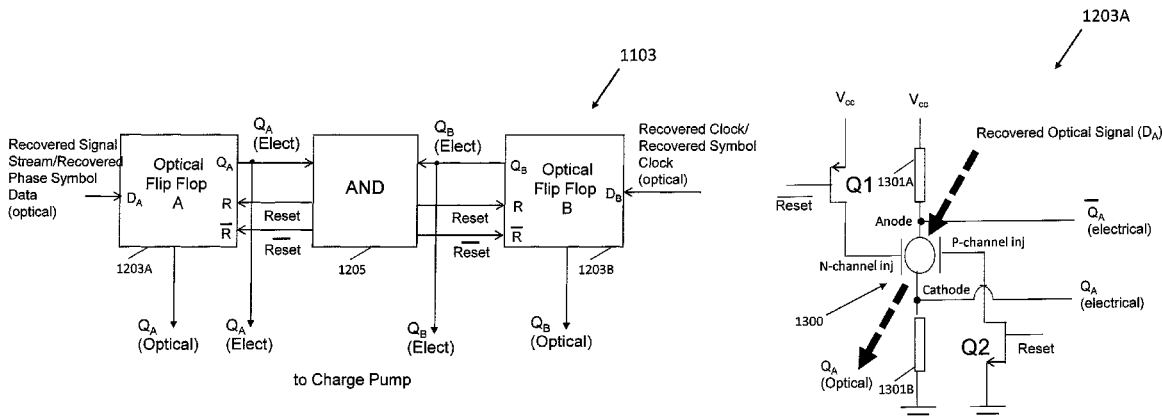 1103
Recovered Signal
Stream/Recovered
Phase Symbol
Data
(optical)
Q_A
(Elect)
Q_B
(Elect)
Recovered Clock/
Recovered Symbol
Clock
(optical)
Optical
Flip Flop
A
D_A
Q_A
R
R̅
AND
Reset
R̅e̅s̅e̅t̅
Reset
R̅e̅s̅e̅t̅
Q_B
R
R̅
Optical
Flip Flop
B
D_B
1203A
1205
1203B
Q_A
(Optical)
Q_A
(Elect)
Q_B
(Elect)
Q_B
(Optical)
to Charge Pump
1203A
V_cc
V_cc
Recovered Optical Signal (D_A)
1301A
Q1
R̅e̅s̅e̅t̅
Anode
Q̅_A
(electrical)
N-channel inj
P-channel inj
Cathode
Q_A
(electrical)
1300
Q2
Reset
Q_A
(Optical)
1301B